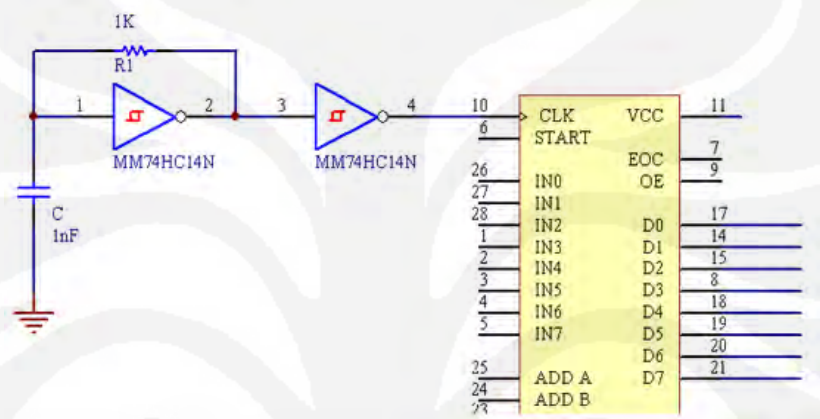 1K
R1
1 2 3 4 10 CLK VCC 11
6 START
MM74HC14N MM74HC14N
EOC 7
OE 9
26 IN0
27 IN1
28 IN2 D0 17
1 IN3 D1 14
2 IN4 D2 15
3 IN5 D3 8
4 IN6 D4 18
5 IN7 D5 19
D6 20
D7 21
C
1nF
25 ADD A
24 ADD B
23